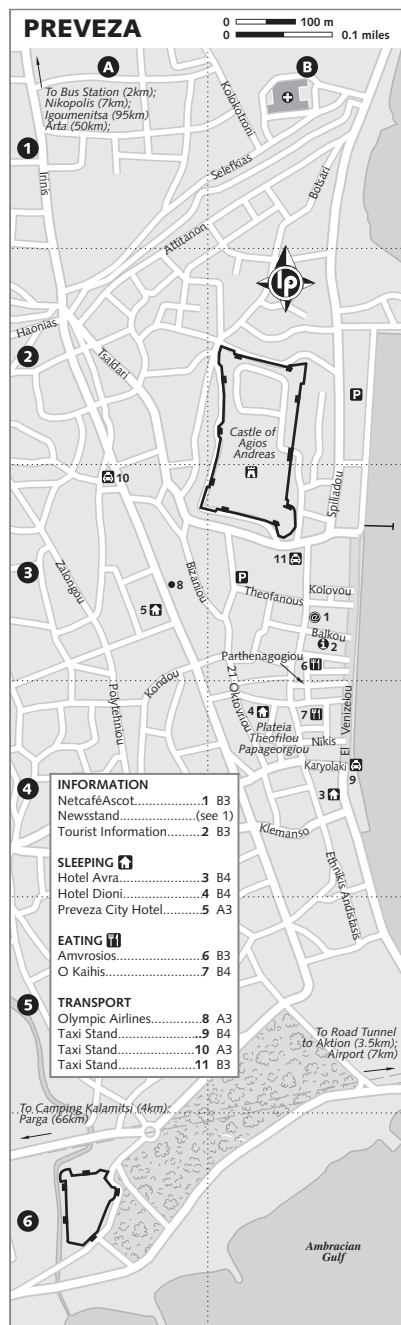 PREVEZA
0 100 m
0 0.1 miles
A
B
To Bus Station (2km);
Nikopolis (7km);
Igoumenitsa (95km)
Arta (50km);
Kolokotroni
1
Irinis
Selefkias
Botsari
Attitanon
lp
Haonias
2
Tsaldari
P
Castle of
Agios
Andreas
Spiliadou
10
11
3
Zalongou
Bizaniou
8
P
Theofanous
Kolovou
@ 1
5
Balkou
i 2
Parthenagogiou
6
Kondou
21 Oktovriou
Polytehniou
4
7
Plateia
Theofilou
Papageorgiou
El Venizelou
Nikis
Karyolaki
9
3
4
Klemanso
Ethnikis Andistasis
INFORMATION
NetcaféAscot...............1 B3
Newsstand.................(see 1)
Tourist Information.......2 B3
SLEEPING
Hotel Avra...................3 B4
Hotel Dioni..................4 B4
Preveza City Hotel........5 A3
EATING
Amvrosios...................6 B3
O Kaihis......................7 B4
TRANSPORT
Olympic Airlines...........8 A3
Taxi Stand...................9 B4
Taxi Stand..................10 A3
Taxi Stand..................11 B3
5
To Road Tunnel
to Aktion (3.5km);
Airport (7km)
To Camping Kalamitsi (4km);
Parga (66km)
6
Ambracian
Gulf